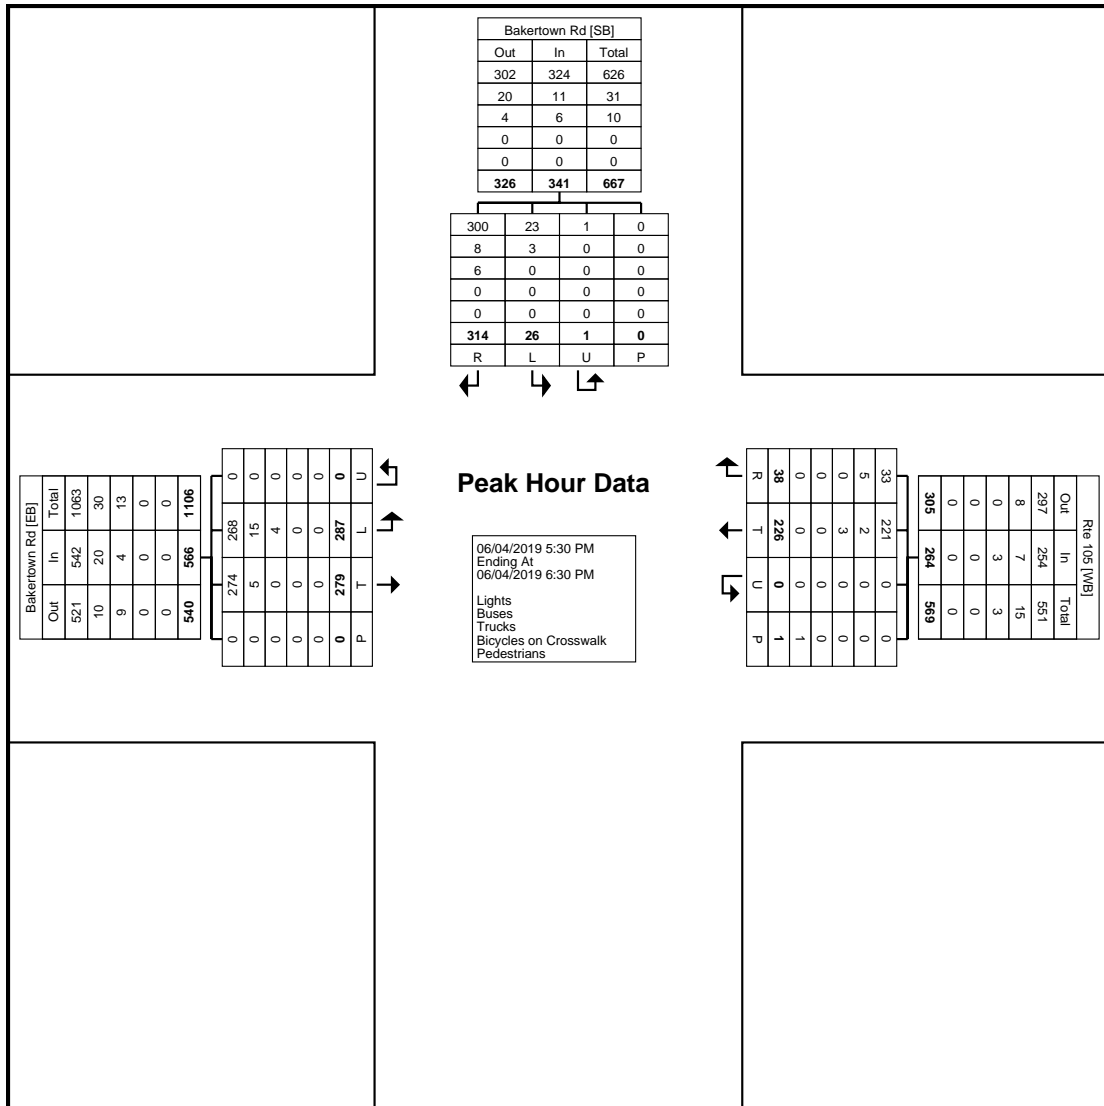 Bakertown Rd [SB]
Out In Total
302 324 626
20 11 31
4 6 10
0 0 0
0 0 0
326 341 667
300 23 1 0
8 3 0 0
6 0 0 0
0 0 0 0
0 0 0 0
314 26 1 0
R L U P
Peak Hour Data
06/04/2019 5:30 PM
Ending At
06/04/2019 6:30 PM
Lights
Buses
Trucks
Bicycles on Crosswalk
Pedestrians
Bakertown Rd [EB]
Total In Out
1063 542 521
30 20 10
13 4 9
0 0 0
0 0 0
1106 566 540
0 268 274 0
0 15 5 0
0 4 0 0
0 0 0 0
0 0 0 0
0 287 279 0
U L T P
Rte 105 [WB]
Out In Total
297 254 551
8 7 15
0 3 3
0 0 0
0 0 0
305 264 569
33 221 0 0
5 2 0 0
0 3 0 0
0 0 0 0
0 0 0 1
38 226 0 1
R T U P